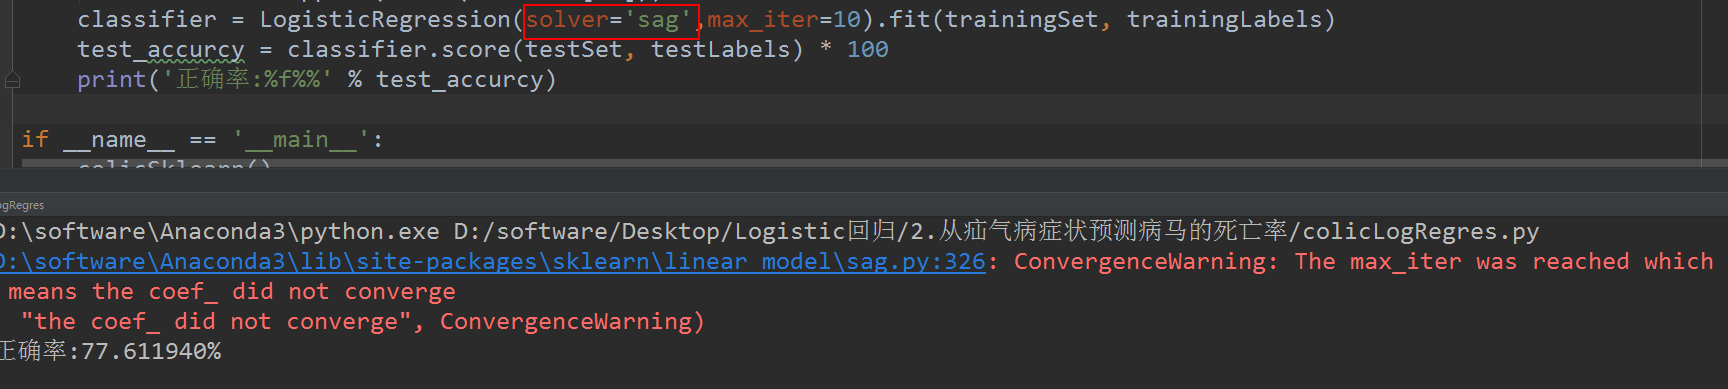 classifier = LogisticRegression(solver='sag',max_iter=10).fit(trainingSet, trainingLabels)
test_accurcy = classifier.score(testSet, testLabels) * 100
print('正确率:%f%%' % test_accurcy)
if __name__ == '__main__':
colicSklearn()
ogRegres
D:\software\Anaconda3\python.exe D:/software/Desktop/Logistic回归/2.从疝气病症状预测病马的死亡率/colicLogRegres.py
D:\software\Anaconda3\lib\site-packages\sklearn\linear_model\sag.py:326: ConvergenceWarning: The max_iter was reached which
means the coef_ did not converge
"the coef_ did not converge", ConvergenceWarning)
正确率:77.611940%